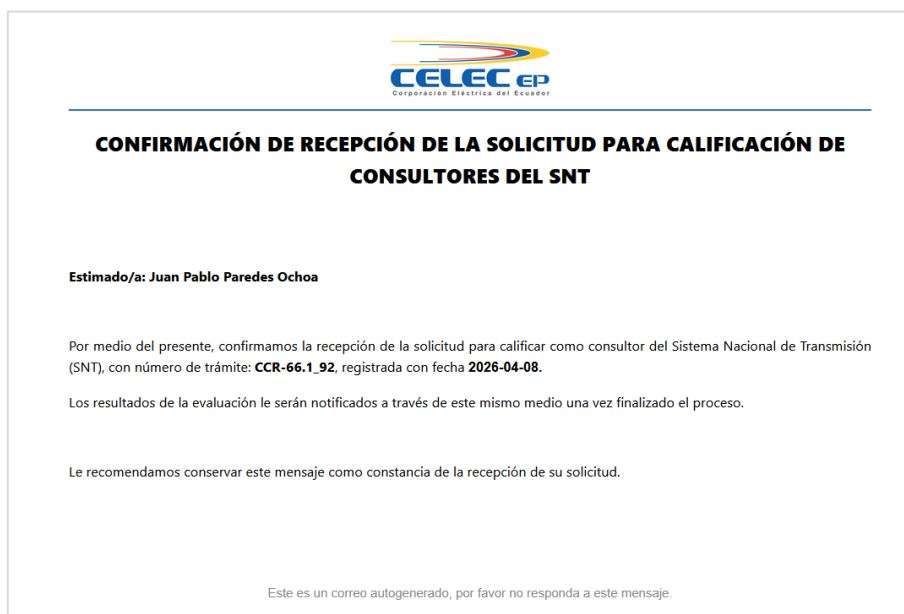 CELEC EP
Corporación Eléctrica del Ecuador
CONFIRMACIÓN DE RECEPCIÓN DE LA SOLICITUD PARA CALIFICACIÓN DE
CONSULTORES DEL SNT
Estimado/a: Juan Pablo Paredes Ochoa
Por medio del presente, confirmamos la recepción de la solicitud para calificar como consultor del Sistema Nacional de Transmisión
(SNT), con número de trámite: CCR-66.1_92, registrada con fecha 2026-04-08.
Los resultados de la evaluación le serán notificados a través de este mismo medio una vez finalizado el proceso.
Le recomendamos conservar este mensaje como constancia de la recepción de su solicitud.
Este es un correo autogenerado, por favor no responda a este mensaje.